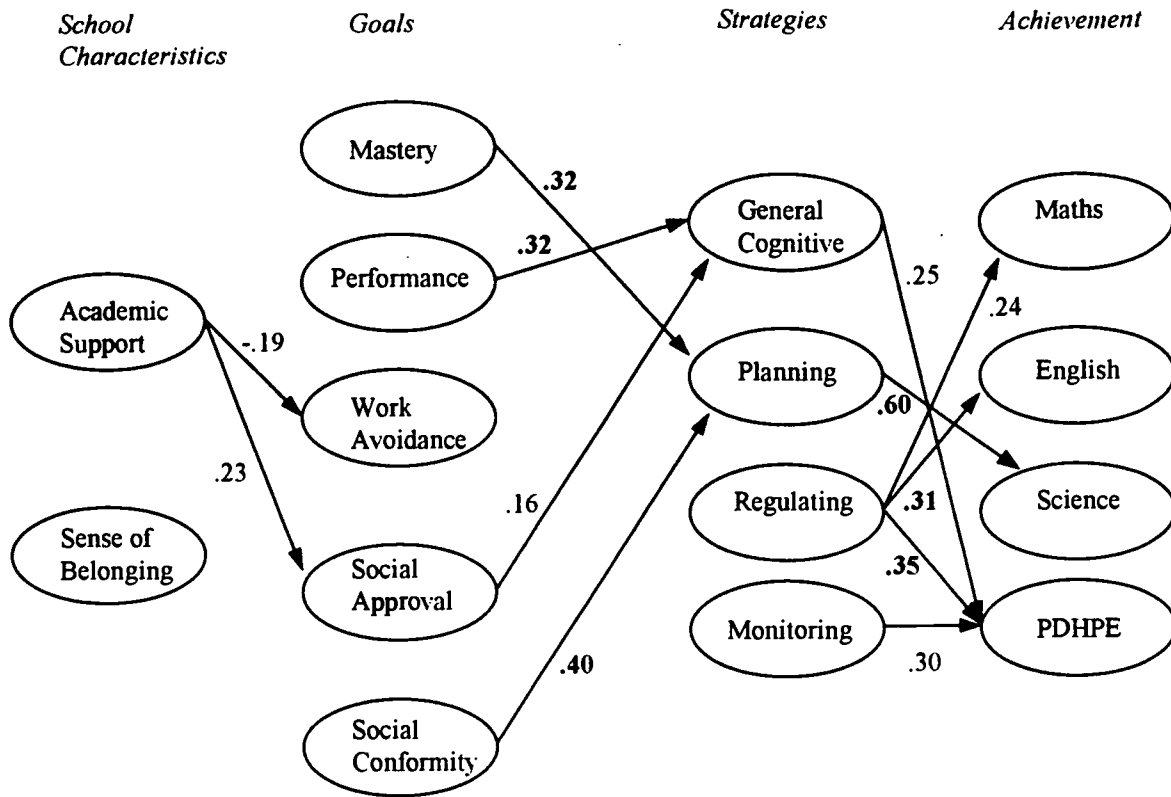 School
Characteristics
Goals
Strategies
Achievement
Mastery
Performance
Work
Avoidance
Social
Approval
Social
Conformity
Academic
Support
Sense of
Belonging
General
Cognitive
Planning
Regulating
Monitoring
Maths
English
Science
PDHPE
.32
.32
-.19
.23
.16
.40
.25
.24
.60
.31
.35
.30